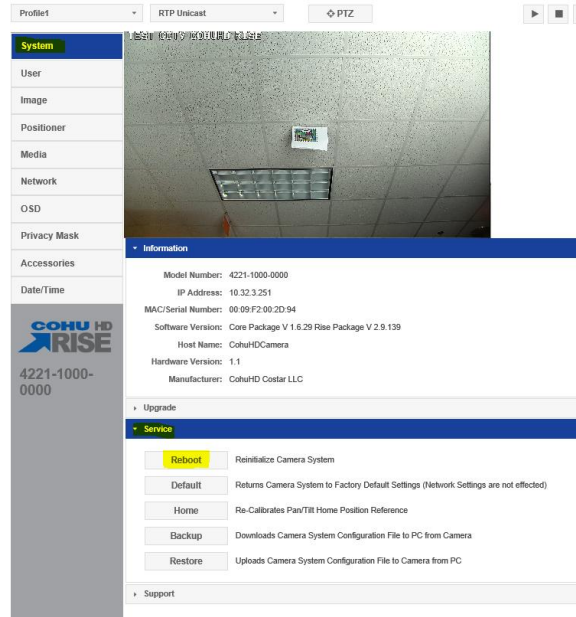 Profile1
RTP Unicast
PTZ
System
TEST CCTV COHUHD RISE
User
Image
Positioner
Media
Network
OSD
Privacy Mask
Accessories
Date/Time
COHU HD
RISE
4221-1000-
0000
Information
Model Number: 4221-1000-0000
IP Address: 10.32.3.251
MAC/Serial Number: 00:09:F2:00:2D:94
Software Version: Core Package V 1.6.29 Rise Package V 2.9.139
Host Name: CohuHDCamera
Hardware Version: 1.1
Manufacturer: CohuHD Costar LLC
Upgrade
Service
Reboot Reinitialize Camera System
Default Returns Camera System to Factory Default Settings (Network Settings are not effected)
Home Re-Calibrates Pan/Tilt Home Position Reference
Backup Downloads Camera System Configuration File to PC from Camera
Restore Uploads Camera System Configuration File to Camera from PC
Support